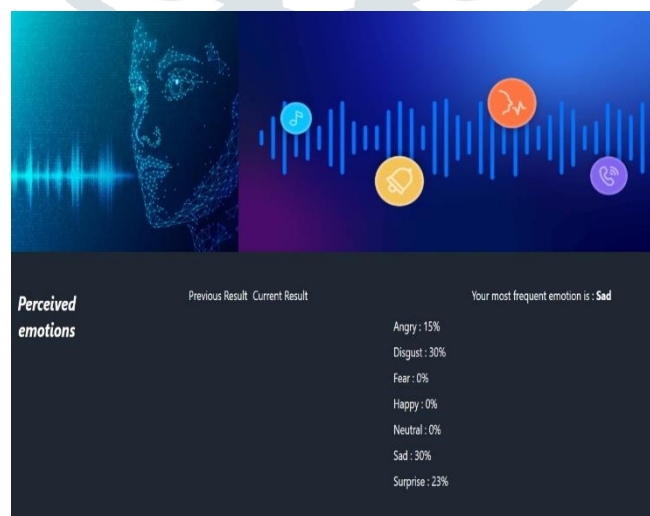 Perceived
emotions
Previous Result Current Result
Your most frequent emotion is : Sad
Angry : 15%
Disgust : 30%
Fear : 0%
Happy : 0%
Neutral : 0%
Sad : 30%
Surprise : 23%